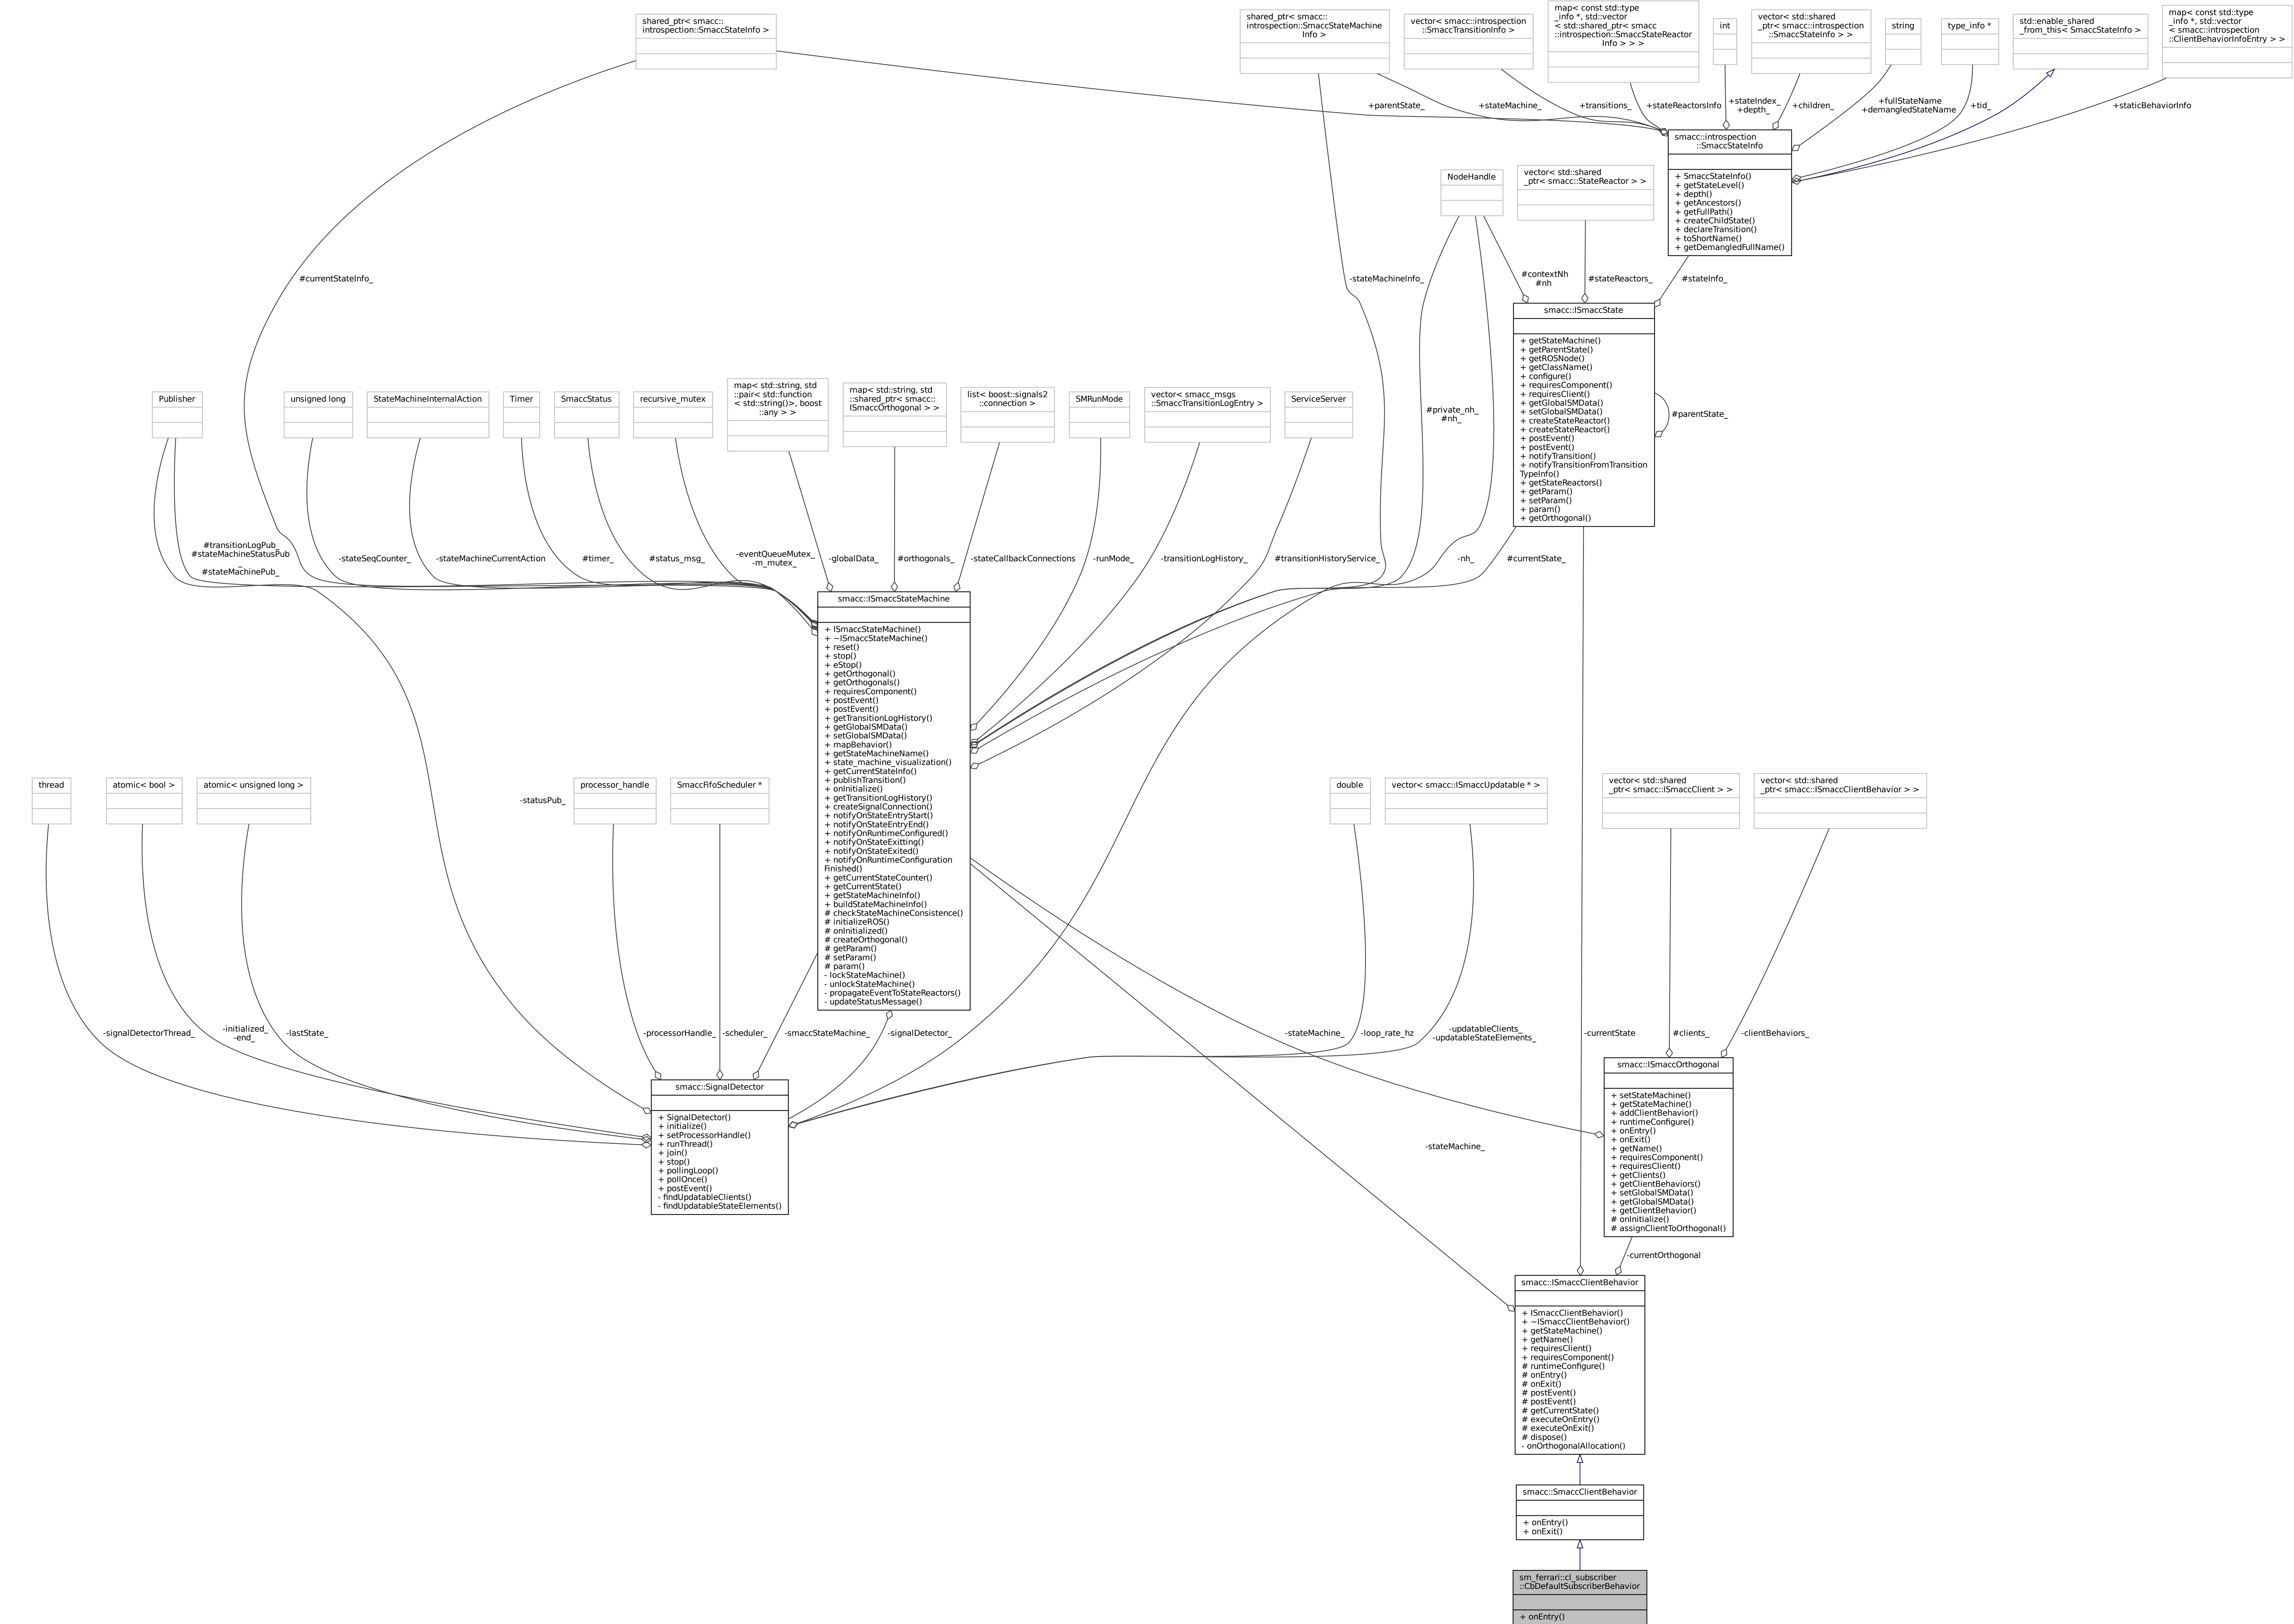 shared_ptr< smacc::
introspection::SmaccStateInfo >
shared_ptr< smacc::
introspection::SmaccStateMachine
Info >
vector< smacc::introspection
::SmaccTransitionInfo >
map< const std::type
_info *, std::vector
< std::shared_ptr< smacc
::introspection::SmaccStateReactor
Info > > >
int
vector< std::shared
_ptr< smacc::introspection
::SmaccStateInfo > >
string
type_info *
std::enable_shared
_from_this< SmaccStateInfo >
map< const std::type
_info *, std::vector
< smacc::introspection
::ClientBehaviorInfoEntry > >
+parentState_
+stateMachine_
+transitions_
+stateReactorsInfo
+stateIndex_
+depth_
+children_
+fullStateName
+demangledStateName
+tid_
+staticBehaviorInfo
smacc::introspection
::SmaccStateInfo
+ SmaccStateInfo()
+ getStateLevel()
+ depth()
+ getAncestors()
+ getFullPath()
+ createChildState()
+ declareTransition()
+ toShortName()
+ getDemangledFullName()
NodeHandle
vector< std::shared
_ptr< smacc::StateReactor > >
#currentStateInfo_
-stateMachineInfo_
#contextNh
#nh
#stateReactors_
#stateInfo_
smacc::ISmaccState
+ getStateMachine()
+ getParentState()
+ getROSNode()
+ getClassName()
+ configure()
+ requiresComponent()
+ requiresClient()
+ getGlobalSMData()
+ setGlobalSMData()
+ createStateReactor()
+ createStateReactor()
+ postEvent()
+ postEvent()
+ notifyTransition()
+ notifyTransitionFromTransition
TypeInfo()
+ getStateReactors()
+ getParam()
+ setParam()
+ param()
+ getOrthogonal()
#parentState_
#private_nh_
#nh_
Publisher
unsigned long
StateMachineInternalAction
Timer
SmaccStatus
recursive_mutex
map< std::string, std
::pair< std::function
< std::string()>, boost
::any > >
map< std::string, std
::shared_ptr< smacc::
ISmaccOrthogonal > >
list< boost::signals2
::connection >
SMRunMode
vector< smacc_msgs
::SmaccTransitionLogEntry >
ServiceServer
#transitionLogPub_
#stateMachineStatusPub
_
#stateMachinePub_
-stateSeqCounter_
-stateMachineCurrentAction
#timer_
#status_msg_
-eventQueueMutex_
-m_mutex_
-globalData_
#orthogonals_
-stateCallbackConnections
-runMode_
-transitionLogHistory_
#transitionHistoryService_
-nh_
#currentState_
smacc::ISmaccStateMachine
+ ISmaccStateMachine()
+ ~ISmaccStateMachine()
+ reset()
+ stop()
+ eStop()
+ getOrthogonal()
+ getOrthogonals()
+ requiresComponent()
+ postEvent()
+ postEvent()
+ getTransitionLogHistory()
+ getGlobalSMData()
+ setGlobalSMData()
+ mapBehavior()
+ getStateMachineName()
+ state_machine_visualization()
+ getCurrentStateInfo()
+ publishTransition()
+ onInitialize()
+ getTransitionLogHistory()
+ createSignalConnection()
+ notifyOnStateEntryStart()
+ notifyOnStateEntryEnd()
+ notifyOnRuntimeConfigured()
+ notifyOnStateExitting()
+ notifyOnStateExited()
+ notifyOnRuntimeConfiguration
Finished()
+ getCurrentStateCounter()
+ getCurrentState()
+ getStateMachineInfo()
+ buildStateMachineInfo()
# checkStateMachineConsistence()
# initializeROS()
# onInitialized()
# createOrthogonal()
# getParam()
# setParam()
# param()
- lockStateMachine()
- unlockStateMachine()
- propagateEventToStateReactors()
- updateStatusMessage()
thread
atomic< bool >
atomic< unsigned long >
-statusPub_
processor_handle
SmaccFifoScheduler *
double
vector< smacc::ISmaccUpdatable * >
vector< std::shared
_ptr< smacc::ISmaccClient > >
vector< std::shared
_ptr< smacc::ISmaccClientBehavior > >
-signalDetectorThread_
-initialized_
-end_
-lastState_
-processorHandle_
-scheduler_
-smaccStateMachine_
-signalDetector_
-stateMachine_
-loop_rate_hz
-updatableClients_
-updatableStateElements_
-currentState
#clients_
-clientBehaviors_
smacc::SignalDetector
+ SignalDetector()
+ initialize()
+ setProcessorHandle()
+ runThread()
+ join()
+ stop()
+ pollingLoop()
+ pollOnce()
+ postEvent()
- findUpdatableClients()
- findUpdatableStateElements()
smacc::ISmaccOrthogonal
+ setStateMachine()
+ getStateMachine()
+ addClientBehavior()
+ runtimeConfigure()
+ onEntry()
+ onExit()
+ getName()
+ requiresComponent()
+ requiresClient()
+ getClients()
+ getClientBehaviors()
+ setGlobalSMData()
+ getGlobalSMData()
+ getClientBehavior()
# onInitialize()
# assignClientToOrthogonal()
-stateMachine_
-currentOrthogonal
smacc::ISmaccClientBehavior
+ ISmaccClientBehavior()
+ ~ISmaccClientBehavior()
+ getStateMachine()
+ getName()
+ requiresClient()
+ requiresComponent()
# runtimeConfigure()
# onEntry()
# onExit()
# postEvent()
# postEvent()
# getCurrentState()
# executeOnEntry()
# executeOnExit()
# dispose()
- onOrthogonalAllocation()
smacc::SmaccClientBehavior
+ onEntry()
+ onExit()
sm_ferrari::cl_subscriber
::CbDefaultSubscriberBehavior
+ onEntry()